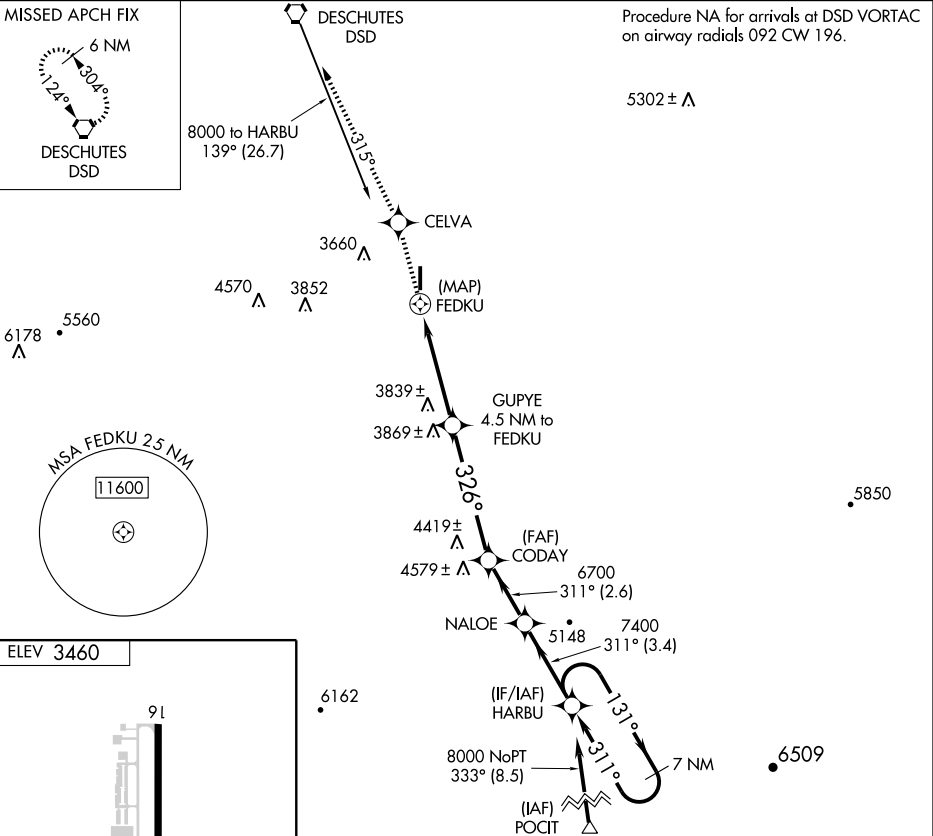 MISSED APCH FIX
6 NM
304°
124°
DESCHUTES
DSD
DESCHUTES
DSD
Procedure NA for arrivals at DSD VORTAC
on airway radials 092 CW 196.
5302 ±
8000 to HARBU
139° (26.7)
315°
CELVA
3660
4570
3852
(MAP)
FEDKU
5560
6178
3839 ±
3869 ±
GUPYE
4.5 NM to
FEDKU
MSA FEDKU 25 NM
11600
326°
5850
4419 ±
4579 ±
(FAF)
CODAY
6700
311° (2.6)
NALOE
5148
7400
311° (3.4)
ELEV 3460
16
6162
(IF/IAF)
HARBU
131°
311°
7 NM
6509
8000 NoPT
333° (8.5)
(IAF)
POCIT